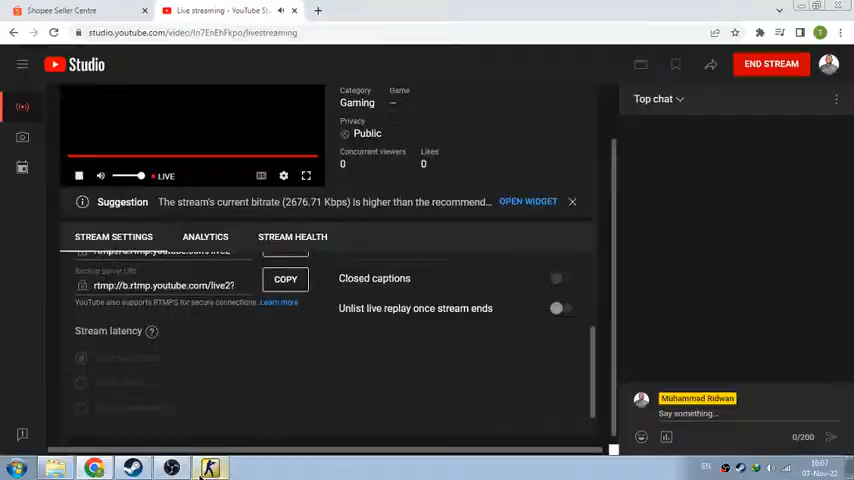 Shopee Seller Centre
Live streaming - YouTube St
studio.youtube.com/video/In7EnEhFkpo/livestreaming
T
Studio
END STREAM
Category
Game
Gaming
–
Top chat
Privacy
Public
Concurrent viewers
Likes
0
0
LIVE
Suggestion
The stream's current bitrate (2676.71 Kbps) is higher than the recommend...
OPEN WIDGET
STREAM SETTINGS
ANALYTICS
STREAM HEALTH
Backup server URL
rtmp://b.rtmp.youtube.com/live2?
COPY
Closed captions
YouTube also supports RTMPS for secure connections. Learn more
Unlist live replay once stream ends
Stream latency
Muhammad Ridwan
Say something...
0/200
EN
10:07
07-Nov-22